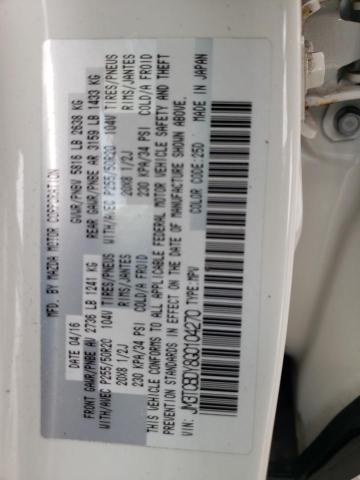 MFD. BY MAZDA MOTOR CORPORATION
DATE 04/16 GVWR/PNBV 5816 LB 2638 KG
FRONT GAWR/PNBE AV 2736 LB 1241 KG REAR GAWR/PNBE AR 3159 LB 1433 KG
WITH/AVEC P255/50R20 104V TIRES/PNEUS WITH/AVEC P255/50R20 104V TIRES/PNEUS
20X8 1/2J RIMS/JANTES 20X8 1/2J RIMS/JANTES
230 KPA/34 PSI COLD/A FROID 230 KPA/34 PSI COLD/A FROID
THIS VEHICLE CONFORMS TO ALL APPLICABLE FEDERAL MOTOR VEHICLE SAFETY AND THEFT
PREVENTION STANDARDS IN EFFECT ON THE DATE OF MANUFACTURE SHOWN ABOVE.
VIN: JM3TCBDY8G0104270 TYPE:MPV COLOR CODE:25D MADE IN JAPAN